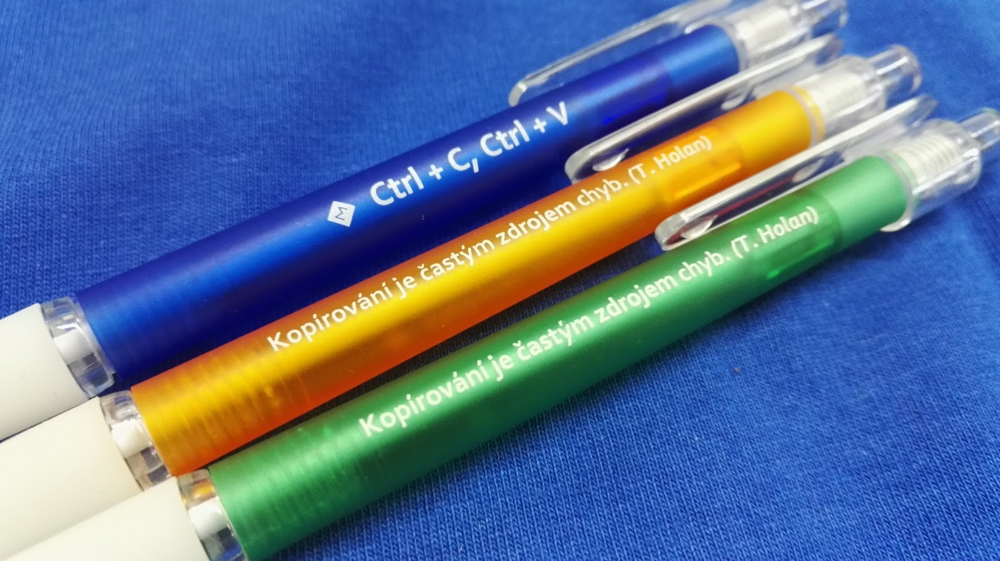 Σ Ctrl + C, Ctrl + V
Kopírování je častým zdrojem chyb. (T. Holan)
Kopírování je častým zdrojem chyb. (T. Holan)